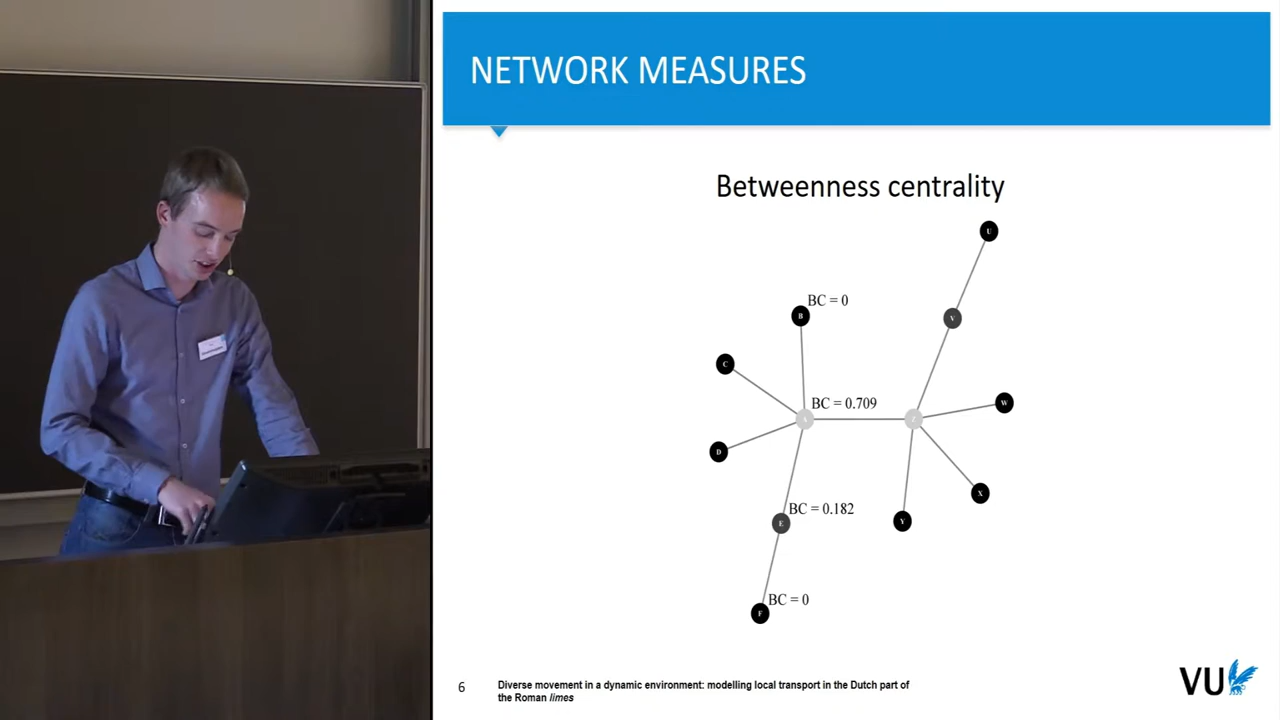 NETWORK MEASURES
Betweenness centrality
U
BC = 0
B
V
C
BC = 0.709
A
W
D
X
BC = 0.182
E
Y
BC = 0
F
6
Diverse movement in a dynamic environment: modelling local transport in the Dutch part of
the Roman limes
VU